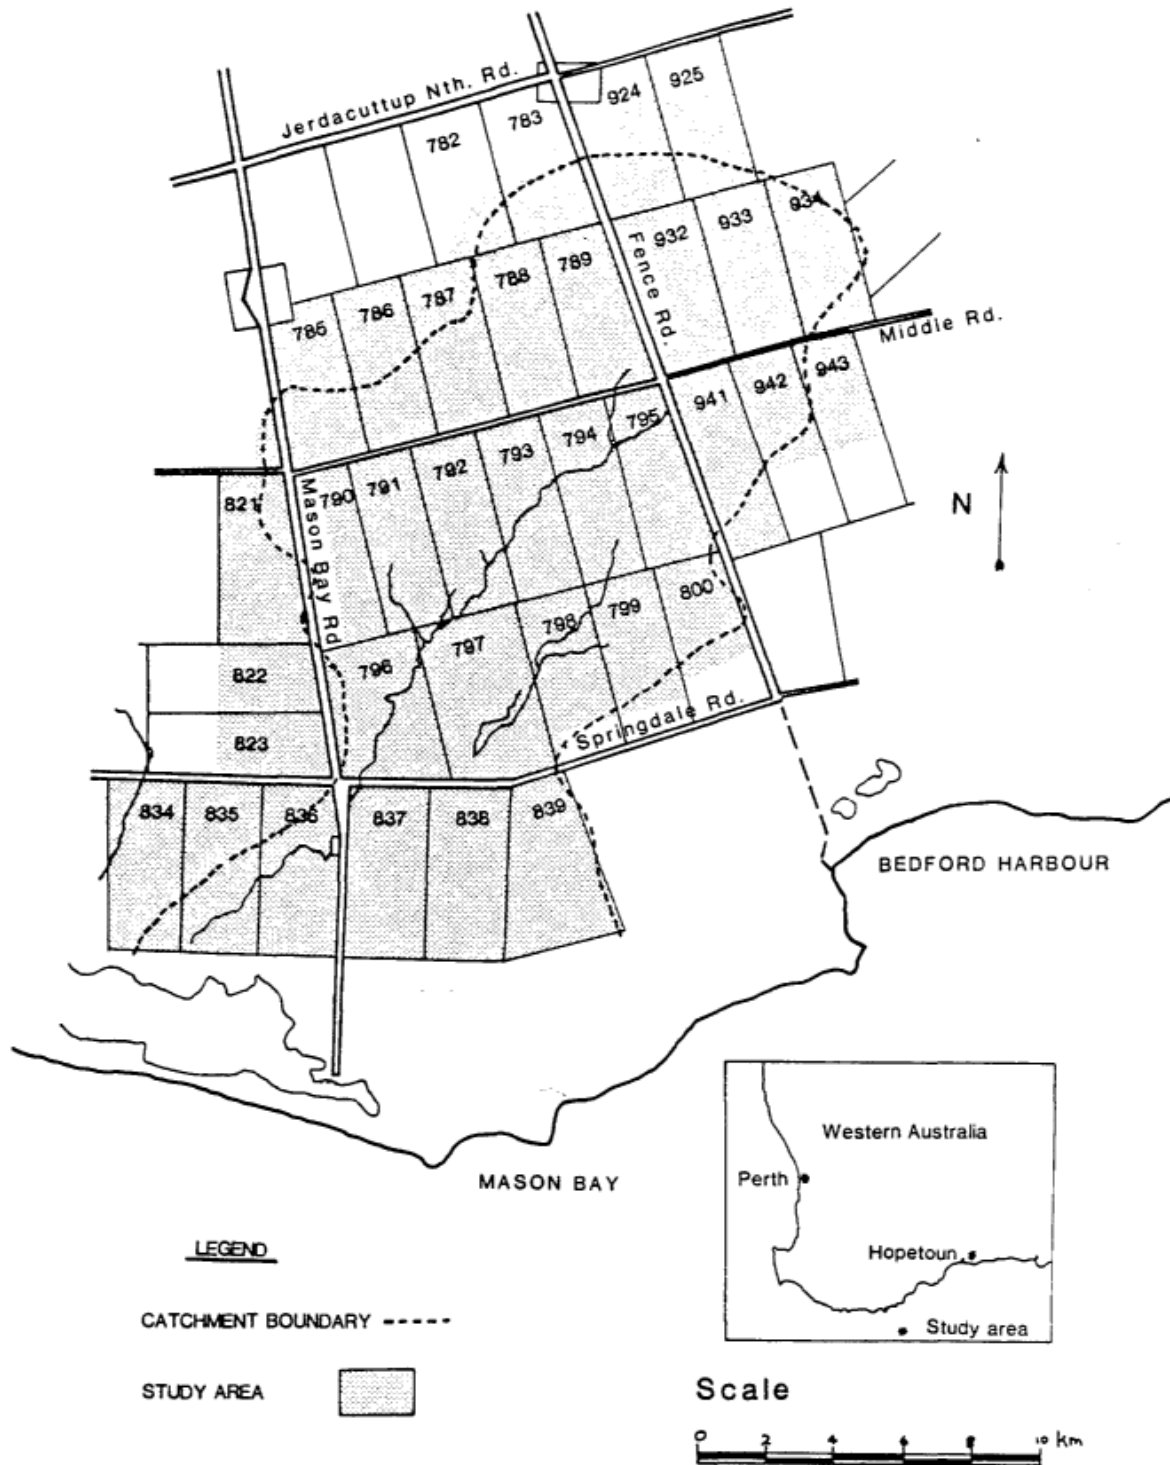 Jerdacuttup Nth. Rd.
782
783
924
925
785
786
787
788
789
Fence Rd.
932
933
934
Middle Rd.
821
Mason Bay Rd
790
791
792
793
794
795
941
942
943
N
822
823
796
797
798
799
800
Springdale Rd.
834
835
836
837
838
839
BEDFORD HARBOUR
MASON BAY
Western Australia
Perth
Hopetoun
Study area
LEGEND
CATCHMENT BOUNDARY
STUDY AREA
Scale
0 2 4 6 8 10 km